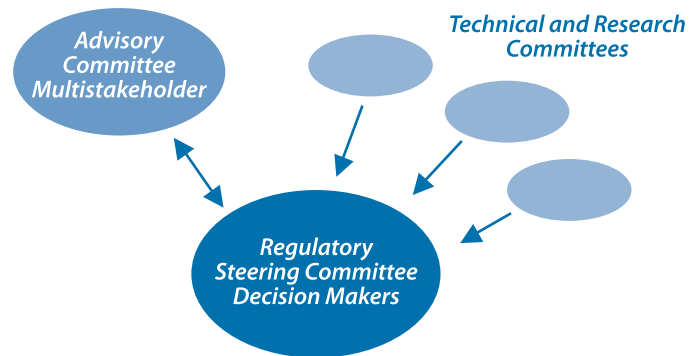 Advisory
Committee
Multistakeholder
Technical and Research
Committees
Regulatory
Steering Committee
Decision Makers